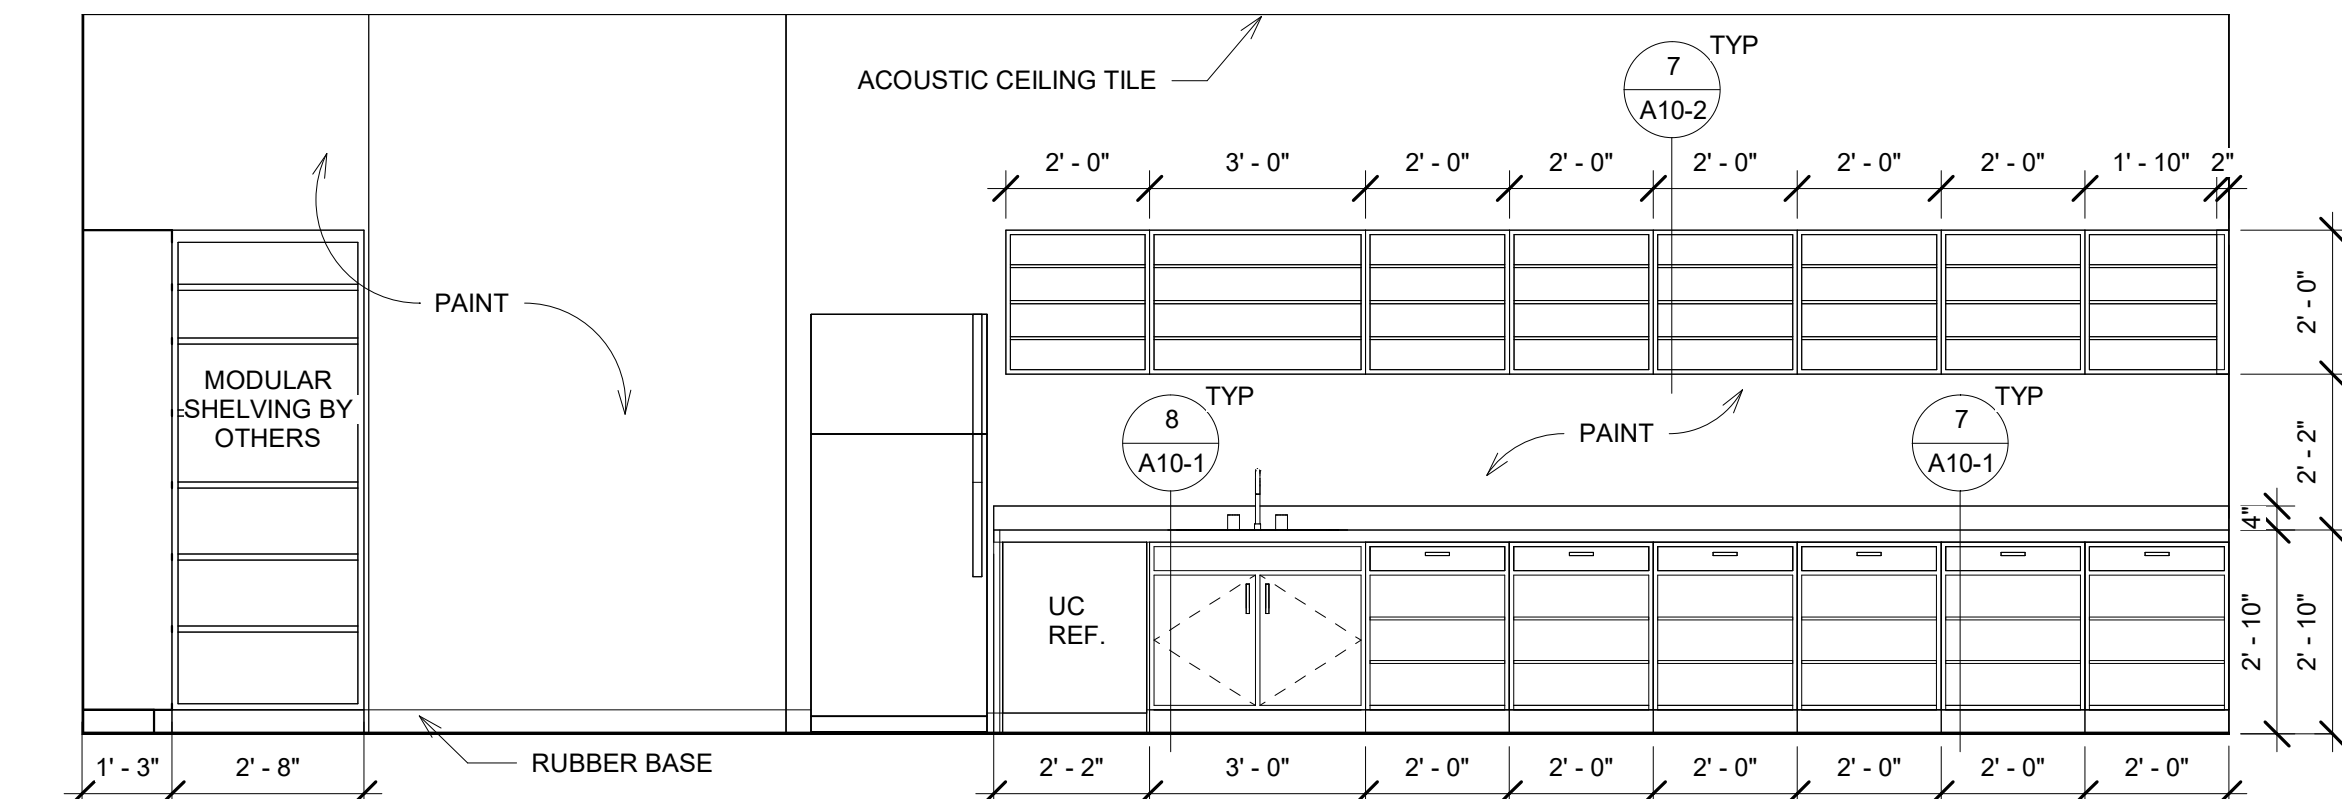 TYP
7
A10-2
ACOUSTIC CEILING TILE
2' - 0" 3' - 0" 2' - 0" 2' - 0" 2' - 0" 2' - 0" 2' - 0" 1' - 10" 2"
PAINT
2' - 0"
MODULAR
SHELVING BY
OTHERS
TYP
8
A10-1
TYP
7
A10-1
PAINT
2' - 2"
4"
UC
REF.
2' - 10"
2' - 10"
RUBBER BASE
1' - 3" 2' - 8" 2' - 2" 3' - 0" 2' - 0" 2' - 0" 2' - 0" 2' - 0" 2' - 0" 2' - 0"